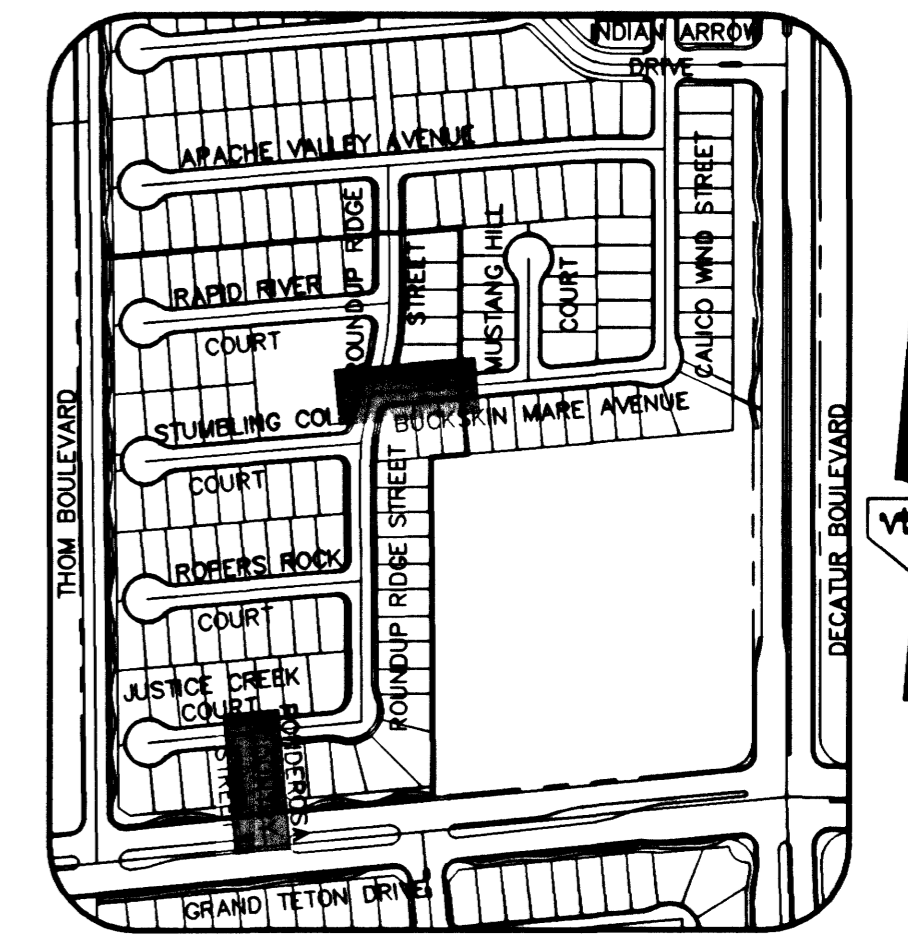 INDIAN ARROW
DRIVE
APACHE VALLEY AVENUE
CALICO WIND STREET
ROUNDUP RIDGE
STREET
MUSTANG HILL
COURT
RAPID RIVER
COURT
THOM BOULEVARD
STUMBLING COL
BUCKSKIN MARE AVENUE
COURT
DECATUR BOULEVARD
ROPERS ROCK
COURT
ROUNDUP RIDGE STREET
JUSTICE CREEK
COURT
PONDEROSA
GRAND TETON DRIVE